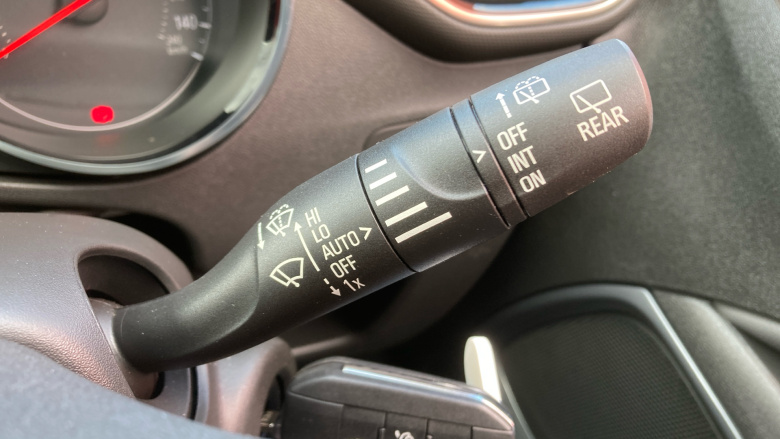 140
HI
LO
AUTO >
OFF
1x
>
OFF
INT
ON
REAR